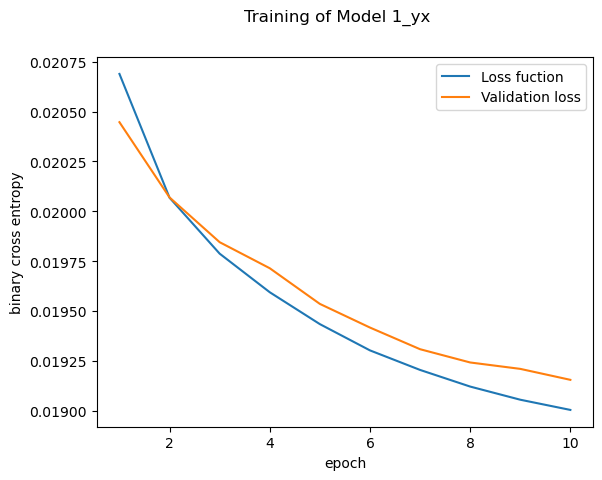 Training of Model 1_yx
0.02075
0.02050
0.02025
0.02000
0.01975
0.01950
0.01925
0.01900
binary cross entropy
Loss fuction
Validation loss
2 4 6 8 10
epoch